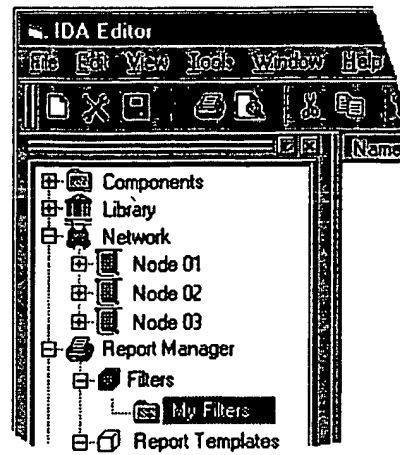 IDA Editor
File Edit View Tools Window Help
Name
Components
Library
Network
Node 01
Node 02
Node 03
Report Manager
Filters
My Filters
Report Templates